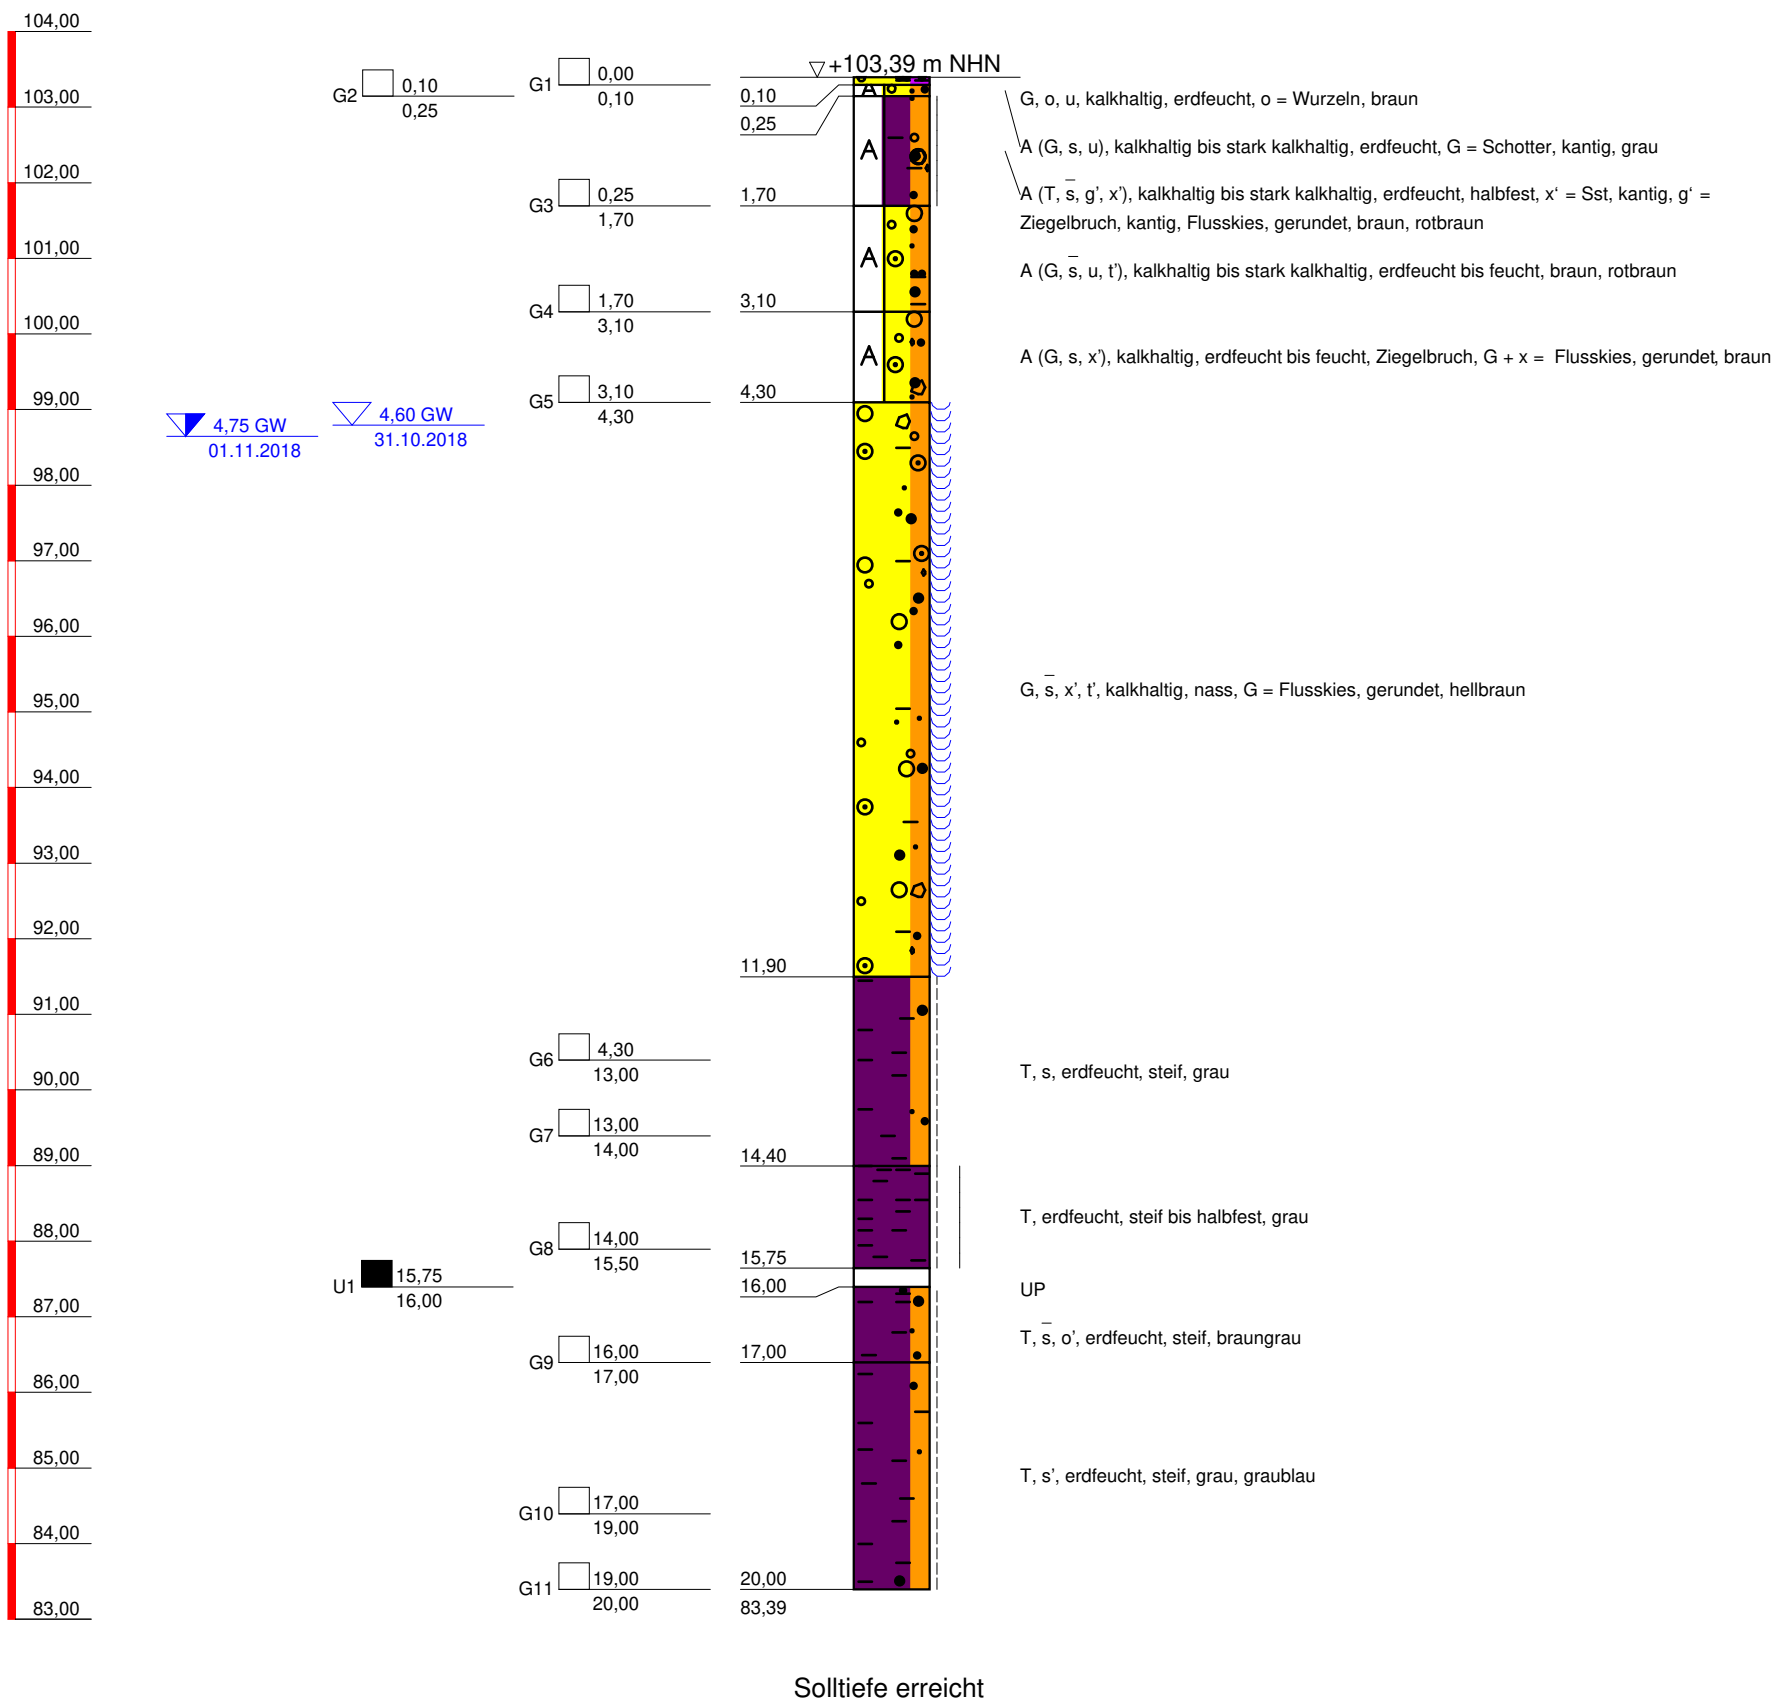 104,00
103,00
102,00
101,00
100,00
99,00
98,00
97,00
96,00
95,00
94,00
93,00
92,00
91,00
90,00
89,00
88,00
87,00
86,00
85,00
84,00
83,00
4,75 GW
01.11.2018
4,60 GW
31.10.2018
G2 0,10
0,25
U1 15,75
16,00
G1 0,00
0,10
G3 0,25
1,70
G4 1,70
3,10
G5 3,10
4,30
G6 4,30
13,00
G7 13,00
14,00
G8 14,00
15,50
G9 16,00
17,00
G10 17,00
19,00
G11 19,00
20,00
+103,39 m NHN
0,10
0,25
1,70
3,10
4,30
11,90
14,40
15,75
16,00
17,00
20,00
83,39
A
A
A
A
G, o, u, kalkhaltig, erdfeucht, o = Wurzeln, braun
A (G, s, u), kalkhaltig bis stark kalkhaltig, erdfeucht, G = Schotter, kantig, grau
A (T, s̅, g', x'), kalkhaltig bis stark kalkhaltig, erdfeucht, halbfest, x‘ = Sst, kantig, g‘ =
Ziegelbruch, kantig, Flusskies, gerundet, braun, rotbraun
A (G, s̅, u, t'), kalkhaltig bis stark kalkhaltig, erdfeucht bis feucht, braun, rotbraun
A (G, s, x’), kalkhaltig, erdfeucht bis feucht, Ziegelbruch, G + x = Flusskies, gerundet, braun
G, s̅, x’, t’, kalkhaltig, nass, G = Flusskies, gerundet, hellbraun
T, s, erdfeucht, steif, grau
T, erdfeucht, steif bis halbfest, grau
UP
T, s̅, o’, erdfeucht, steif, braungrau
T, s’, erdfeucht, steif, grau, graublau
Solltiefe erreicht